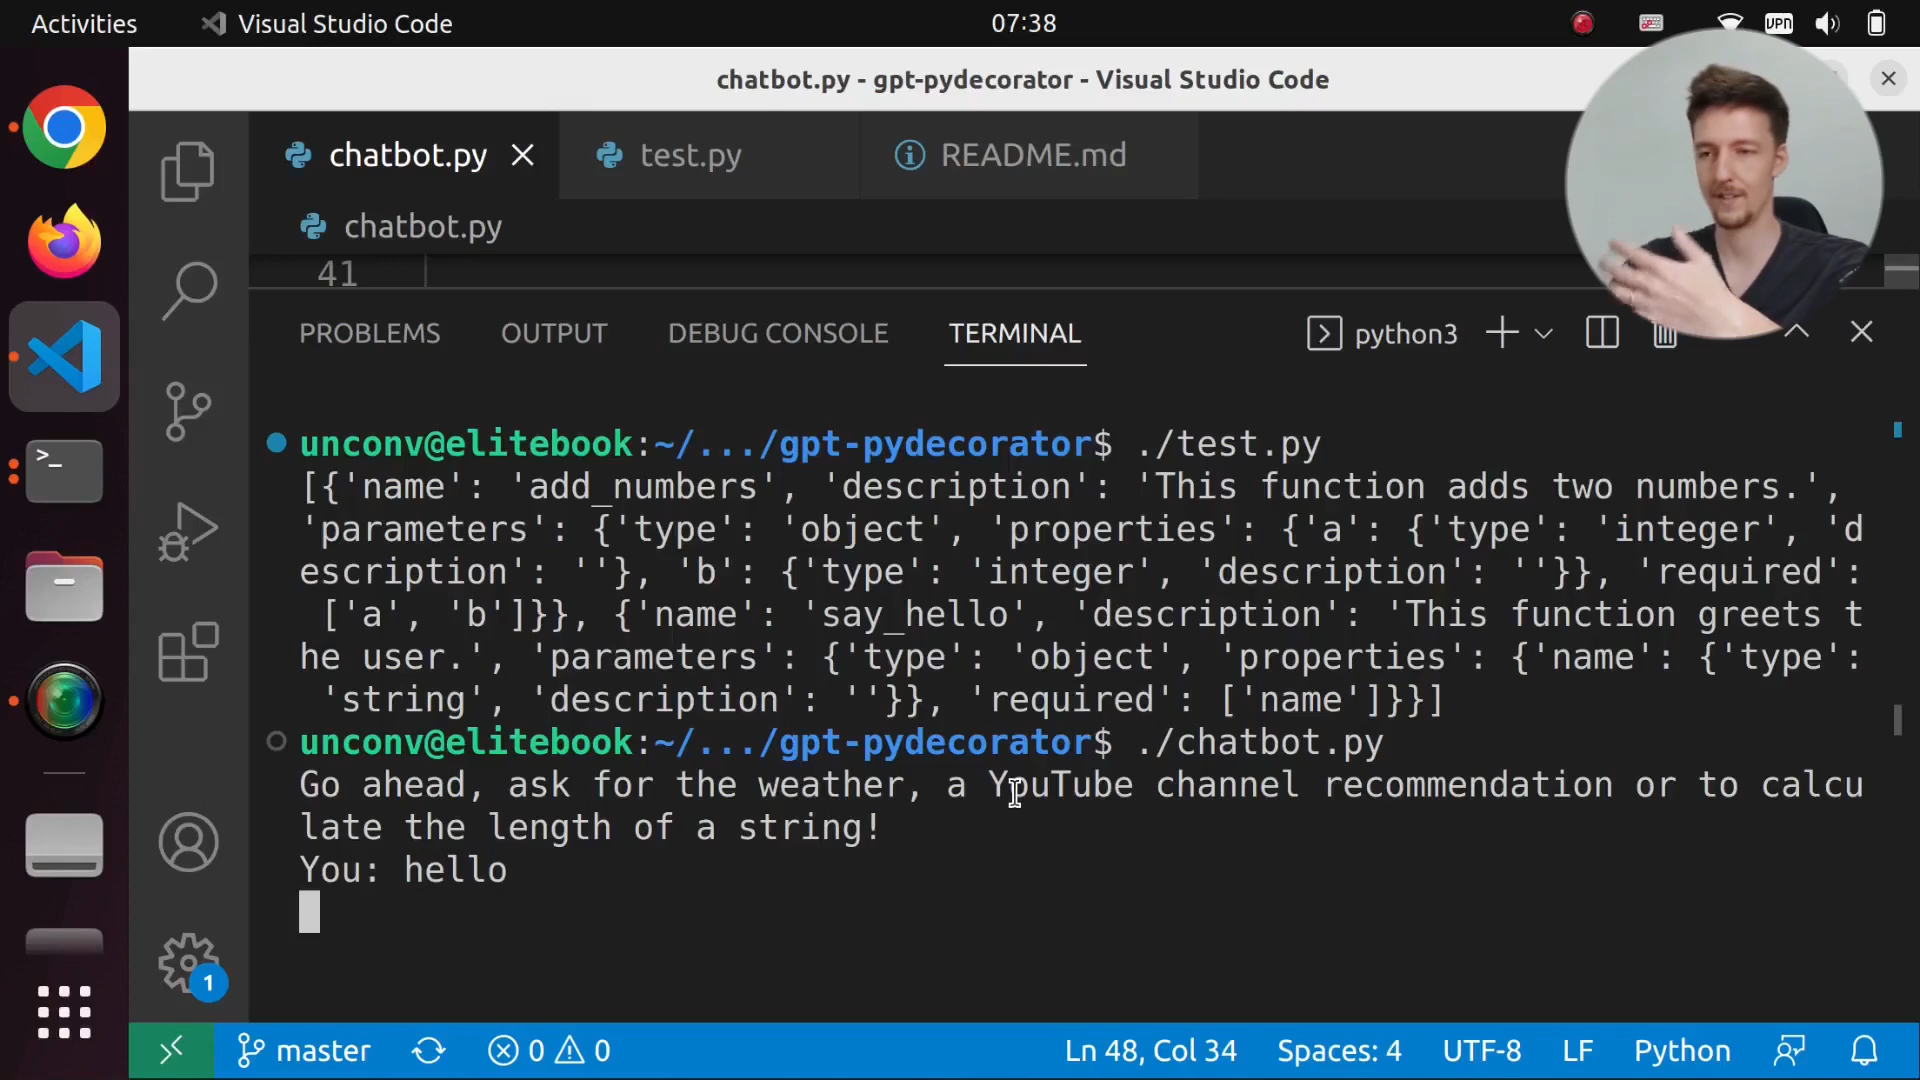 Activities
Visual Studio Code
07:38
VPN
chatbot.py - gpt-pydecorator - Visual Studio Code
chatbot.py
test.py
README.md
chatbot.py
41
PROBLEMS
OUTPUT
DEBUG CONSOLE
TERMINAL
python3
unconv@elitebook:~/.../gpt-pydecorator$ ./test.py
[{'name': 'add_numbers', 'description': 'This function adds two numbers.',
'parameters': {'type': 'object', 'properties': {'a': {'type': 'integer', 'd
escription': ''}, 'b': {'type': 'integer', 'description': ''}}, 'required':
['a', 'b']}}, {'name': 'say_hello', 'description': 'This function greets t
he user.', 'parameters': {'type': 'object', 'properties': {'name': {'type':
'string', 'description': ''}}, 'required': ['name']}}]
unconv@elitebook:~/.../gpt-pydecorator$ ./chatbot.py
Go ahead, ask for the weather, a YouTube channel recommendation or to calcu
late the length of a string!
You: hello
1
master
0
0
Ln 48, Col 34
Spaces: 4
UTF-8
LF
Python